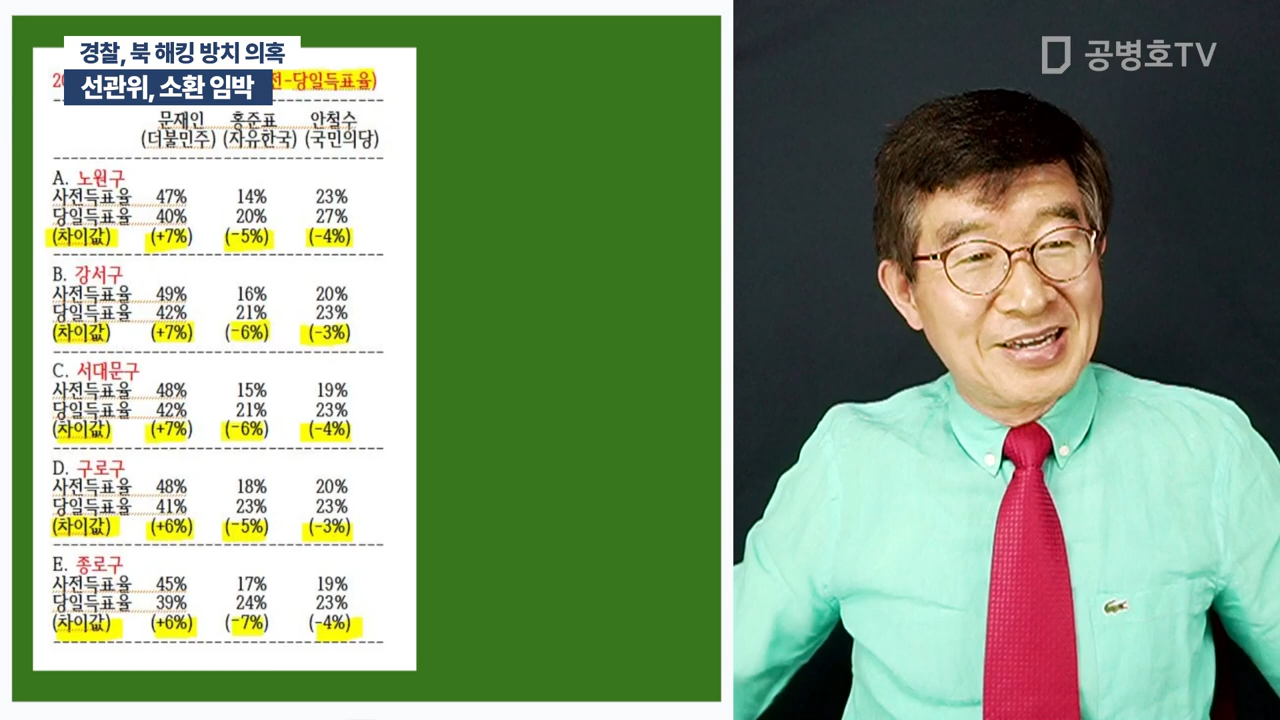 경찰, 북 해킹 방치 의혹
선관위, 소환 임박
공병호TV
20 전-당일득표율)
문재인 홍준표 안철수
(더불민주) (자유한국) (국민의당)
A. 노원구
사전득표율 47% 14% 23%
당일득표율 40% 20% 27%
(차이값) (+7%) (-5%) (-4%)
B. 강서구
사전득표율 49% 16% 20%
당일득표율 42% 21% 23%
(차이값) (+7%) (-6%) (-3%)
C. 서대문구
사전득표율 48% 15% 19%
당일득표율 42% 21% 23%
(차이값) (+7%) (-6%) (-4%)
D. 구로구
사전득표율 48% 18% 20%
당일득표율 41% 23% 23%
(차이값) (+6%) (-5%) (-3%)
E. 종로구
사전득표율 45% 17% 19%
당일득표율 39% 24% 23%
(차이값) (+6%) (-7%) (-4%)